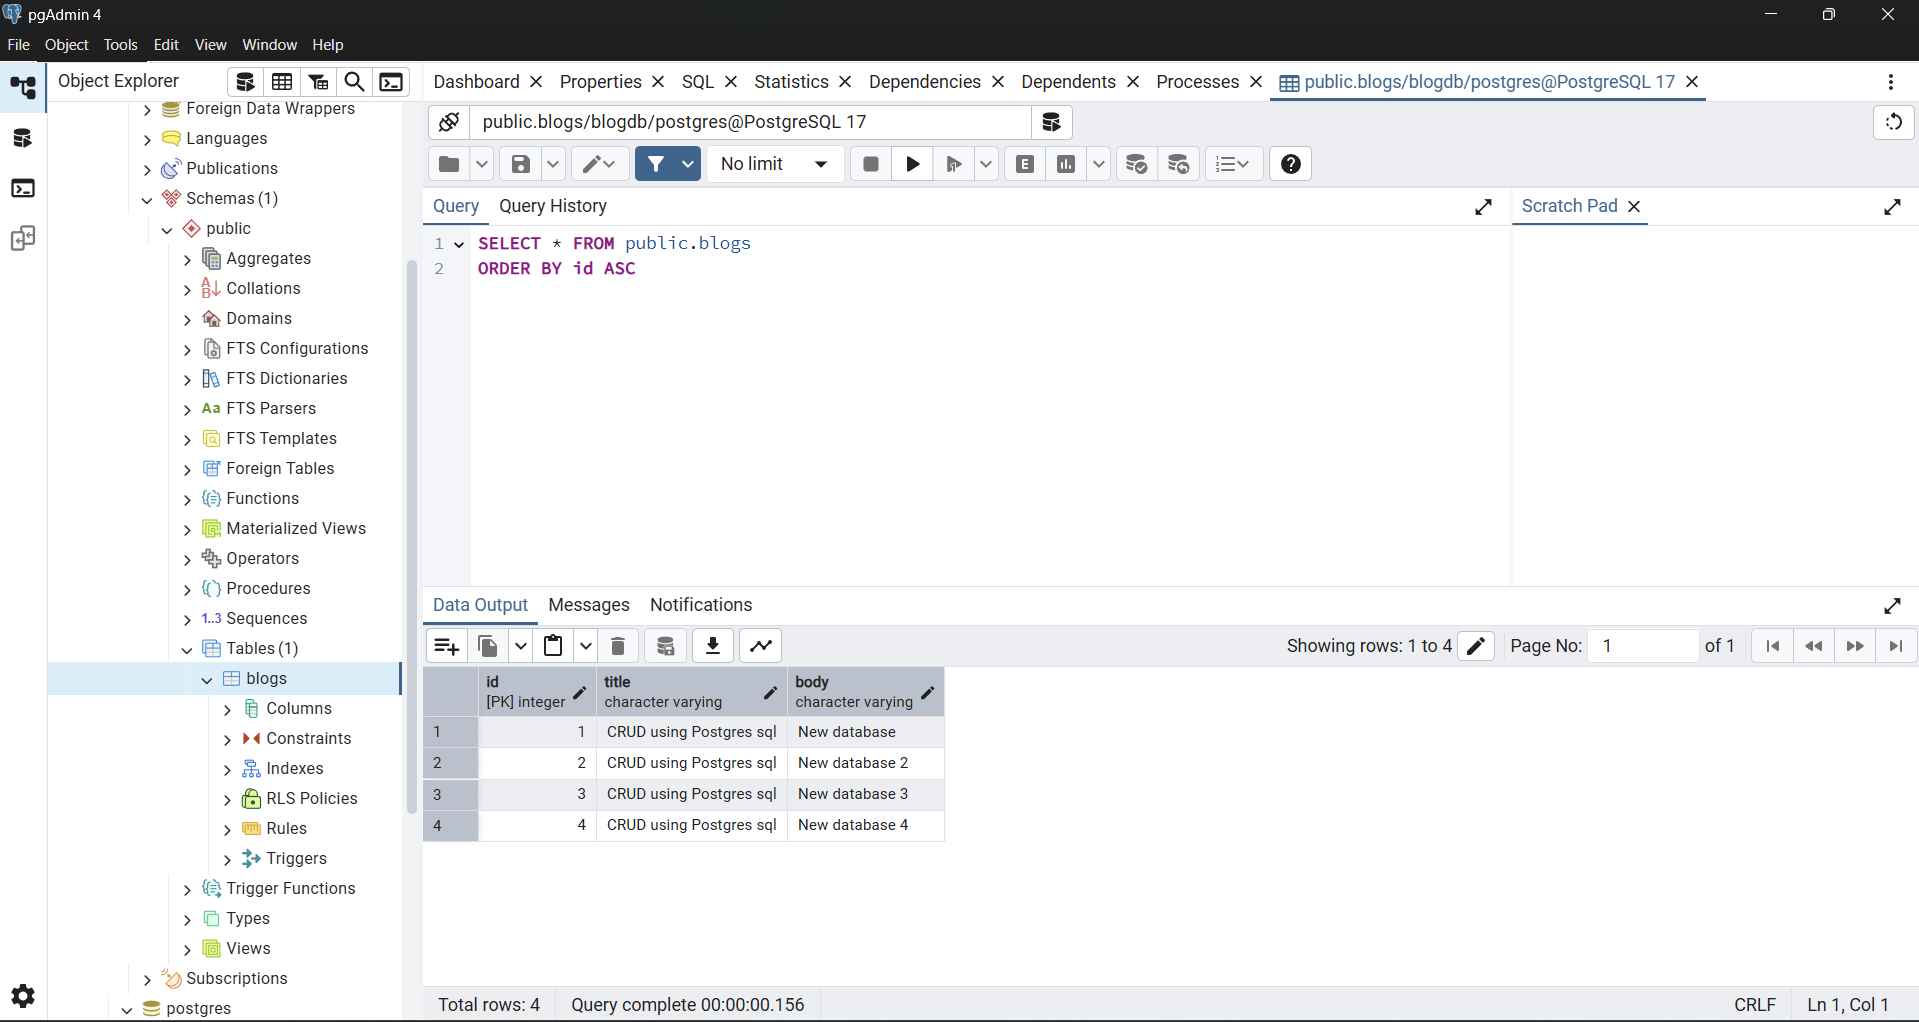 pgAdmin 4
File Object Tools Edit View Window Help
Object Explorer
Dashboard Properties SQL Statistics Dependencies Dependents Processes public.blogs/blogdb/postgres@PostgreSQL 17
Foreign Data Wrappers
Languages
Publications
Schemas (1)
public
Aggregates
Collations
Domains
FTS Configurations
FTS Dictionaries
Aa FTS Parsers
FTS Templates
Foreign Tables
Functions
Materialized Views
Operators
Procedures
1..3 Sequences
Tables (1)
blogs
Columns
Constraints
Indexes
RLS Policies
Rules
Triggers
Trigger Functions
Types
Views
Subscriptions
postgres
public.blogs/blogdb/postgres@PostgreSQL 17
No limit E
Query Query History
Scratch Pad
1 SELECT * FROM public.blogs
2 ORDER BY id ASC
Data Output Messages Notifications
Showing rows: 1 to 4 Page No: 1 of 1
id title body
[PK] integer character varying character varying
1 1 CRUD using Postgres sql New database
2 2 CRUD using Postgres sql New database 2
3 3 CRUD using Postgres sql New database 3
4 4 CRUD using Postgres sql New database 4
Total rows: 4 Query complete 00:00:00.156 CRLF Ln 1, Col 1